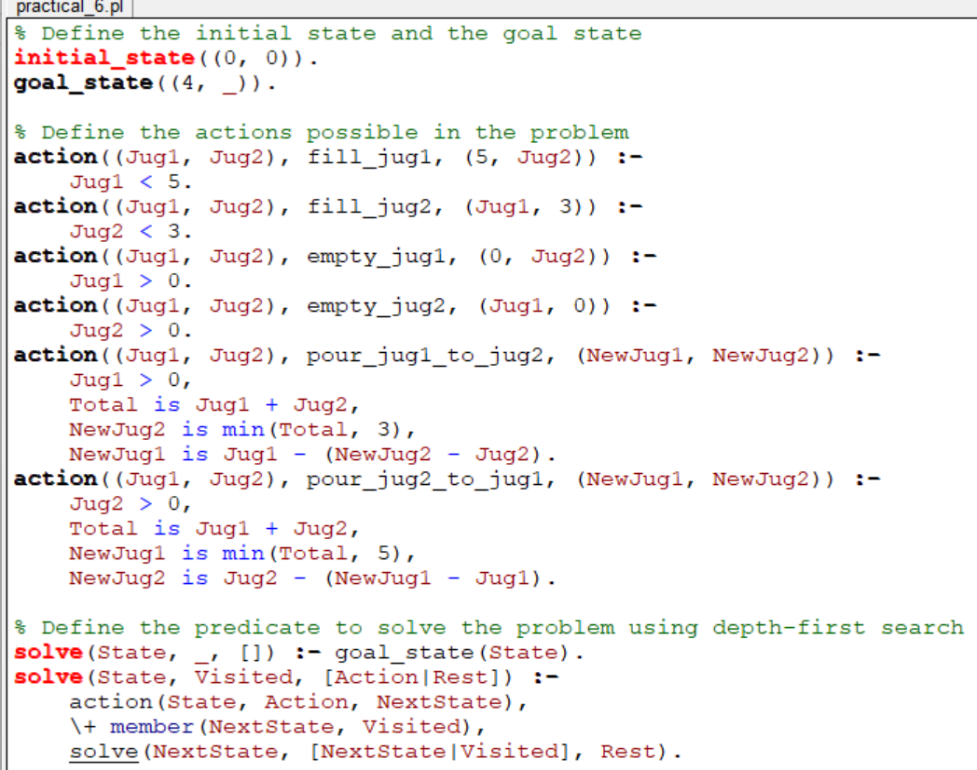 practical_6.pl
% Define the initial state and the goal state
initial_state((0, 0)).
goal_state((4, _)).
% Define the actions possible in the problem
action((Jug1, Jug2), fill_jug1, (5, Jug2)) :-
    Jug1 < 5.
action((Jug1, Jug2), fill_jug2, (Jug1, 3)) :-
    Jug2 < 3.
action((Jug1, Jug2), empty_jug1, (0, Jug2)) :-
    Jug1 > 0.
action((Jug1, Jug2), empty_jug2, (Jug1, 0)) :-
    Jug2 > 0.
action((Jug1, Jug2), pour_jug1_to_jug2, (NewJug1, NewJug2)) :-
    Jug1 > 0,
    Total is Jug1 + Jug2,
    NewJug2 is min(Total, 3),
    NewJug1 is Jug1 - (NewJug2 - Jug2).
action((Jug1, Jug2), pour_jug2_to_jug1, (NewJug1, NewJug2)) :-
    Jug2 > 0,
    Total is Jug1 + Jug2,
    NewJug1 is min(Total, 5),
    NewJug2 is Jug2 - (NewJug1 - Jug1).
% Define the predicate to solve the problem using depth-first search
solve(State, _, []) :- goal_state(State).
solve(State, Visited, [Action|Rest]) :-
    action(State, Action, NextState),
    \+ member(NextState, Visited),
    solve(NextState, [NextState|Visited], Rest).